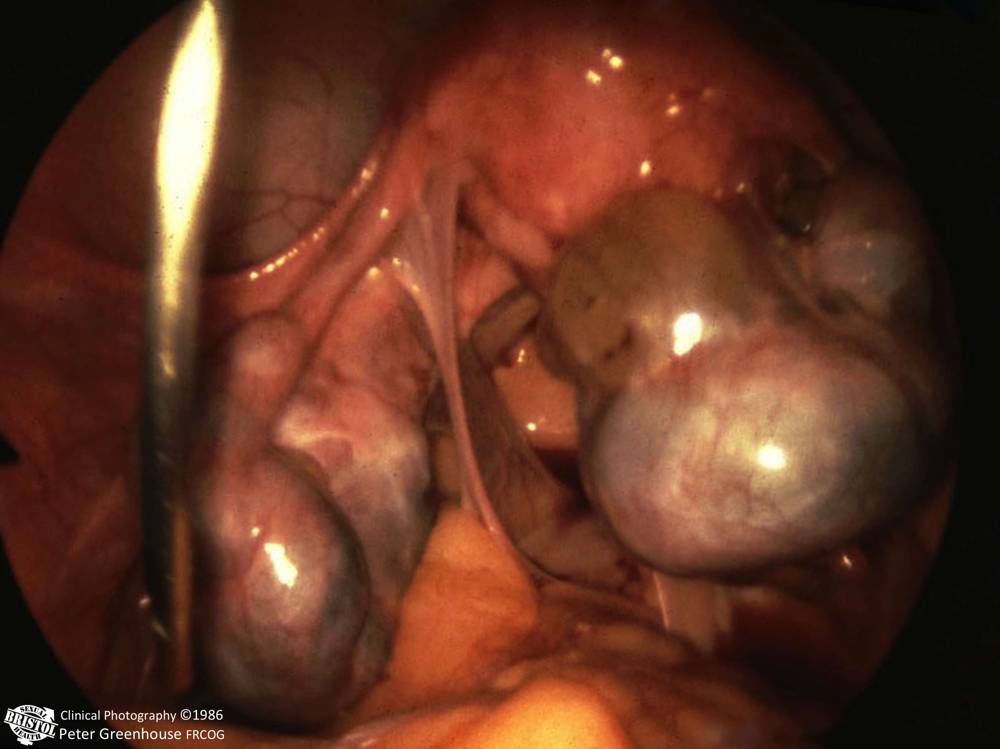 SEXUAL
BRISTOL
HEALTH
Clinical Photography ©1986
Peter Greenhouse FRCOG